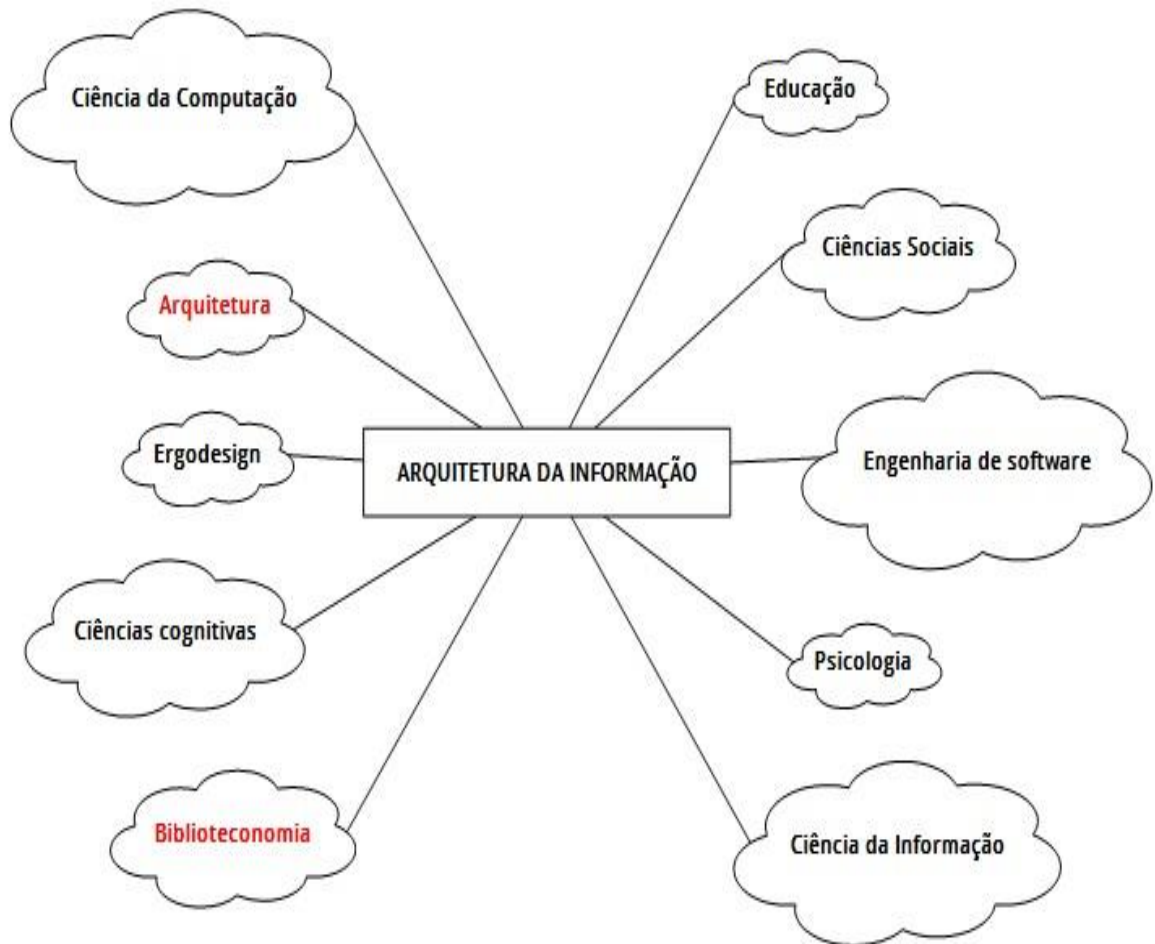 Ciência da Computação
Educação
Ciências Sociais
Arquitetura
Ergodesign
ARQUITETURA DA INFORMAÇÃO
Engenharia de software
Ciências cognitivas
Psicologia
Biblioteconomia
Ciência da Informação